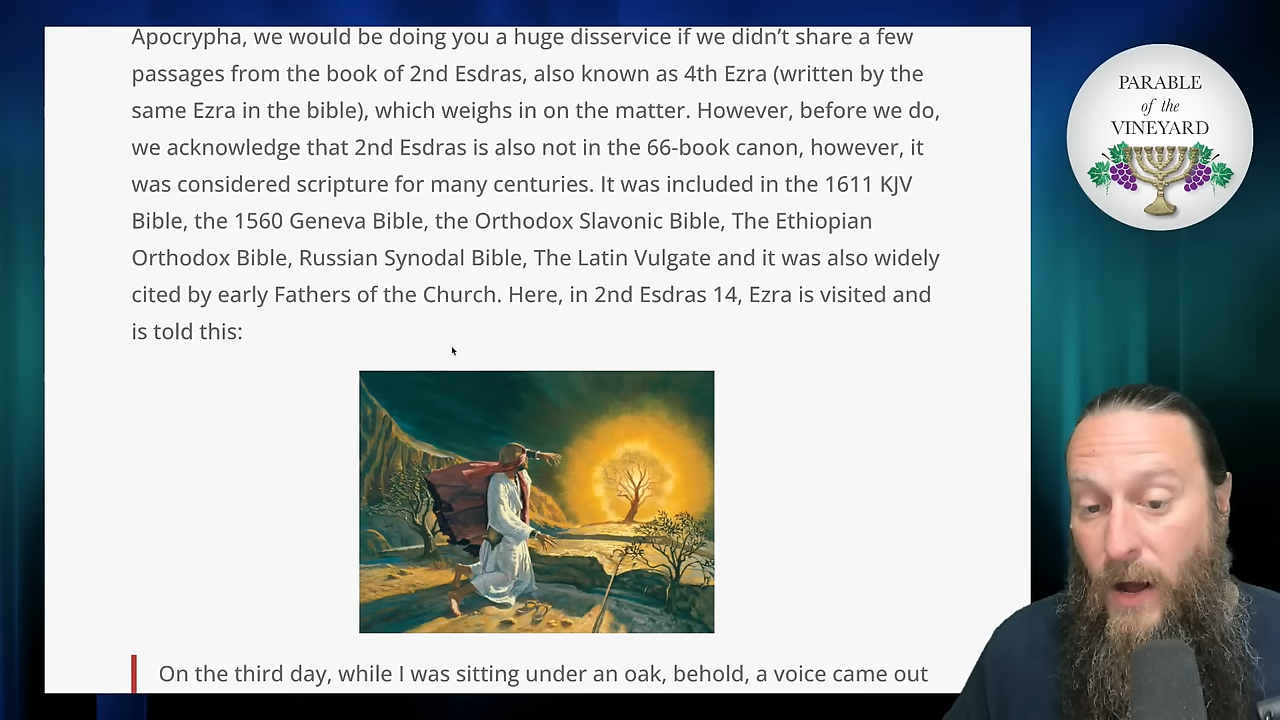 Apocrypha, we would be doing you a huge disservice if we didn’t share a few
passages from the book of 2nd Esdras, also known as 4th Ezra (written by the
same Ezra in the bible), which weighs in on the matter. However, before we do,
we acknowledge that 2nd Esdras is also not in the 66-book canon, however, it
was considered scripture for many centuries. It was included in the 1611 KJV
Bible, the 1560 Geneva Bible, the Orthodox Slavonic Bible, The Ethiopian
Orthodox Bible, Russian Synodal Bible, The Latin Vulgate and it was also widely
cited by early Fathers of the Church. Here, in 2nd Esdras 14, Ezra is visited and
is told this:
On the third day, while I was sitting under an oak, behold, a voice came out
PARABLE
of the
VINEYARD